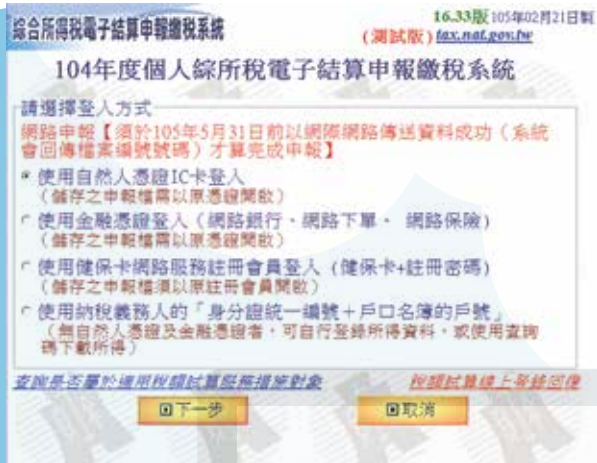 綜合所得稅電子結算申報繳稅系統
16.33版105年02月21日製
(測試版) tax.nat.gov.tw
104年度個人綜所稅電子結算申報繳稅系統
請選擇登入方式
網路申報【須於105年5月31日前以網際網路傳送資料成功（系統
會回傳檔案編號號碼）才算完成申報】
使用自然人憑證IC卡登入
（儲存之申報檔需以原憑證開啟）
使用金融憑證登入（網路銀行、網路下單、 網路保險）
（儲存之申報檔需以原憑證開啟）
使用健保卡網路服務註冊會員登入（健保卡+註冊密碼）
（儲存之申報檔須以原註冊會員開啟）
使用納稅義務人的「身分證統一編號＋戶口名簿的戶號」
（無自然人憑證及金融憑證者，可自行登錄所得資料，或使用查詢
碼下載所得）
查詢是否屬於適用稅額試算服務措施對象
稅額試算線上登錄回復
下一步
取消